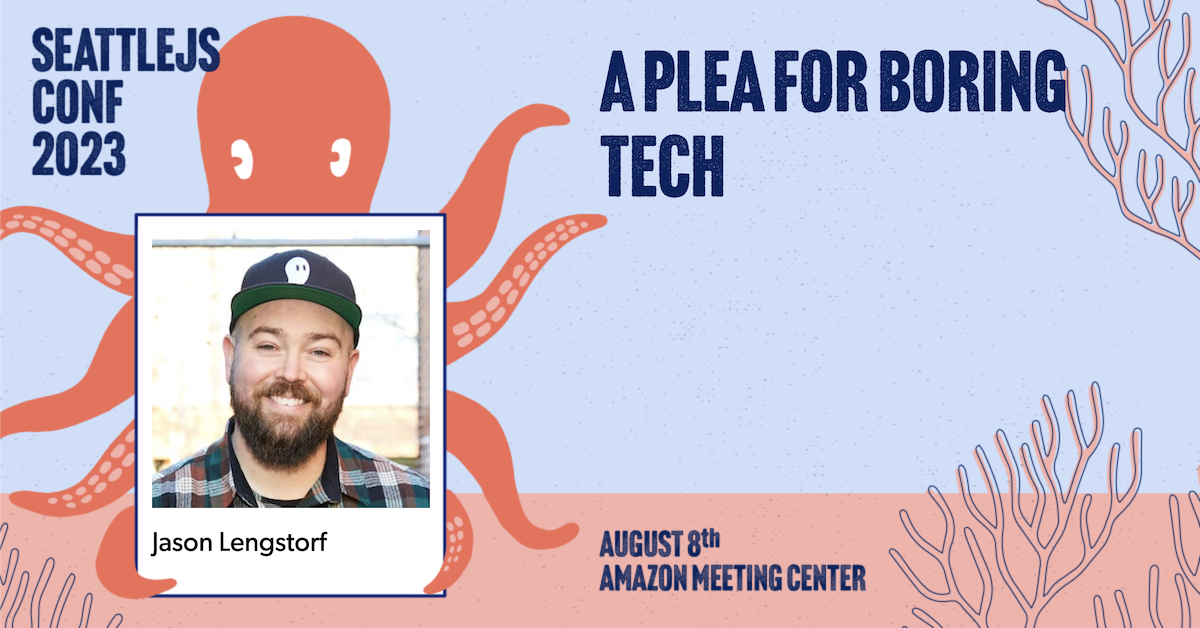 SEATTLEJS
CONF
2023
A PLEA FOR BORING
TECH
Jason Lengstorf
AUGUST 8th
AMAZON MEETING CENTER